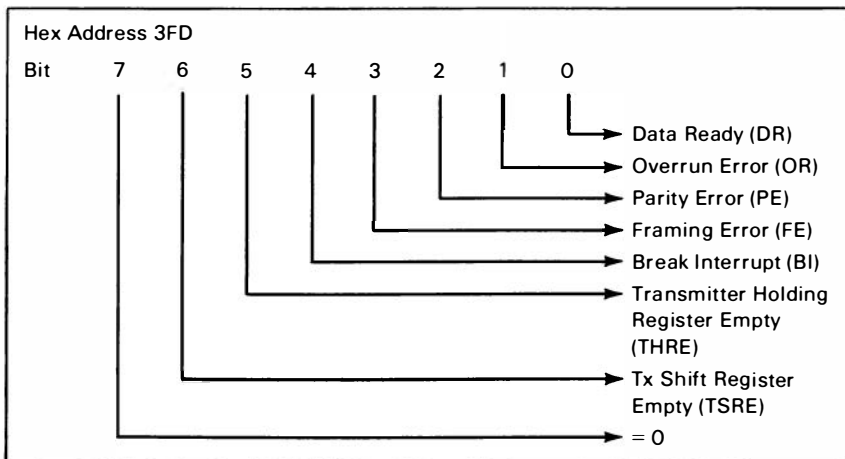 Hex Address 3FD
Bit 7 6 5 4 3 2 1 0
Data Ready (DR)
Overrun Error (OR)
Parity Error (PE)
Framing Error (FE)
Break Interrupt (BI)
Transmitter Holding
Register Empty
(THRE)
Tx Shift Register
Empty (TSRE)
= 0